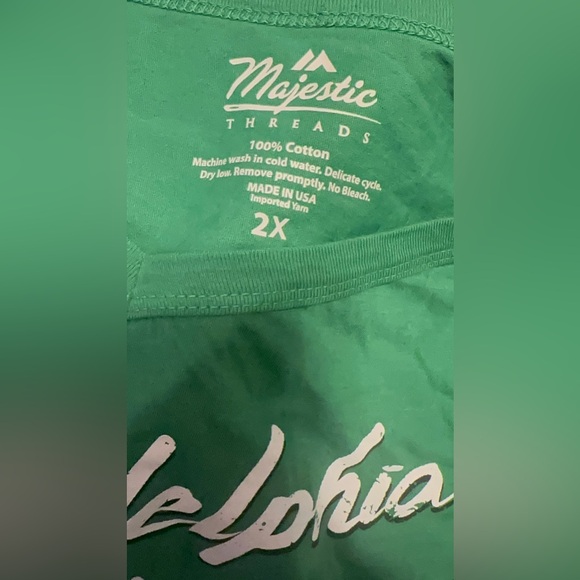 Majestic
THREADS
100% Cotton
Machine wash in cold water. Delicate cycle.
Dry low. Remove promptly. No Bleach.
MADE IN USA
Imported Yarn
2X
delphia